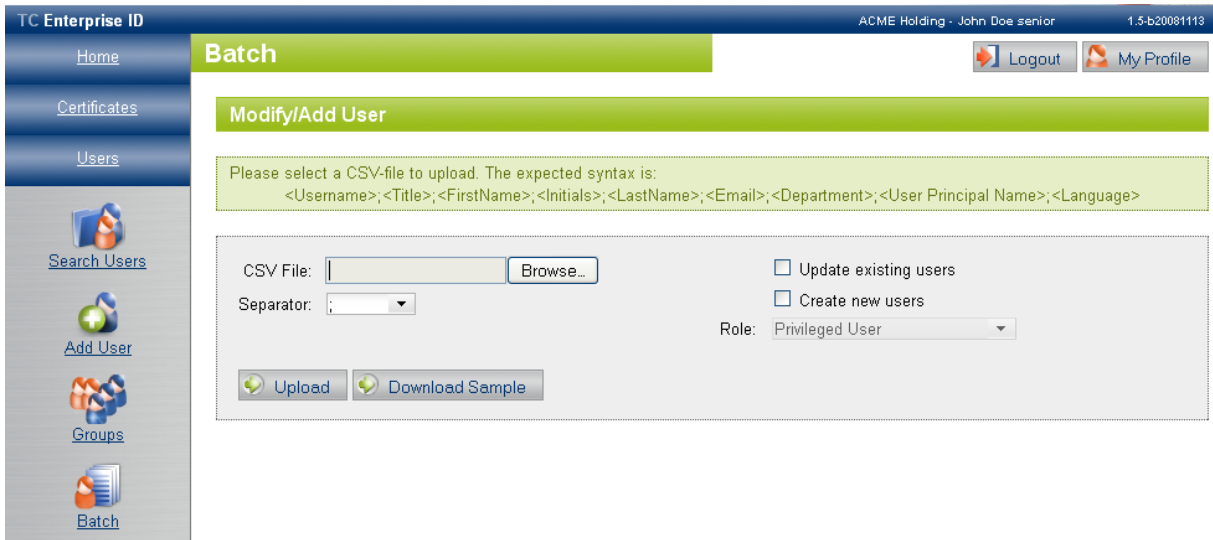 TC Enterprise ID
ACME Holding - John Doe senior
1.5-b20081113
Home
Batch
Logout
My Profile
Certificates
Modify/Add User
Users
Please select a CSV-file to upload. The expected syntax is:
<Username>;<Title>;<FirstName>;<Initials>;<LastName>;<Email>;<Department>;<User Principal Name>;<Language>
Search Users
CSV File:
Browse...
Update existing users
Separator:
;
Create new users
Role:
Privileged User
Add User
Upload
Download Sample
Groups
Batch